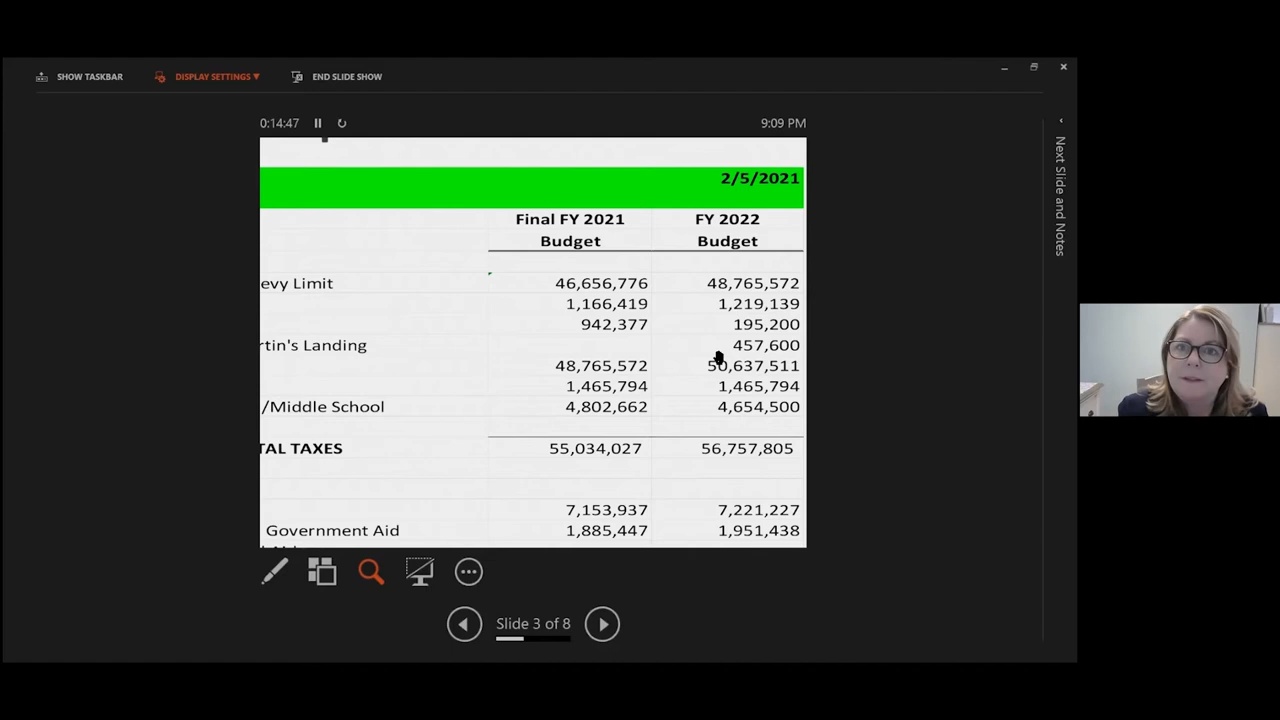 SHOW TASKBAR DISPLAY SETTINGS ▼ END SLIDE SHOW
0:14:47 9:09 PM
Next Slide and Notes
2/5/2021
Final FY 2021 FY 2022
Budget Budget
evy Limit 46,656,776 48,765,572
1,166,419 1,219,139
942,377 195,200
rtin's Landing 457,600
48,765,572 50,637,511
1,465,794 1,465,794
/Middle School 4,802,662 4,654,500
TAL TAXES 55,034,027 56,757,805
7,153,937 7,221,227
Government Aid 1,885,447 1,951,438
Slide 3 of 8